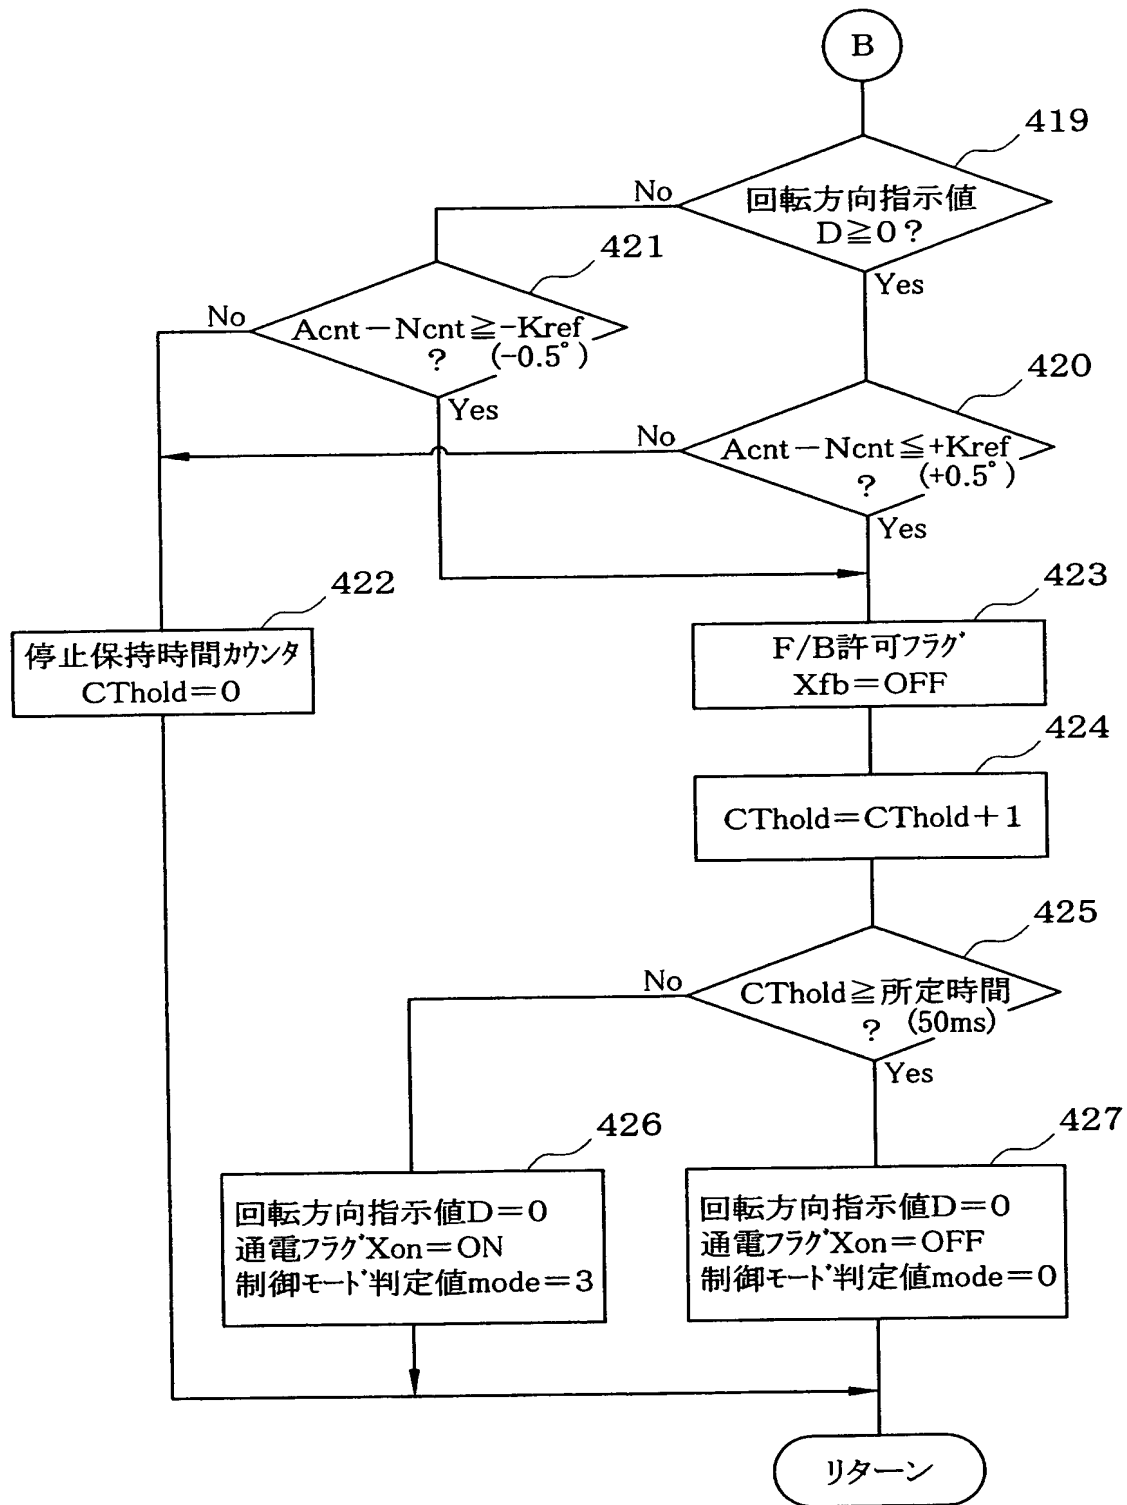 B
419
回転方向指示値
D≧0?
No
Yes
421
Acnt－Ncnt≧-Kref
? (-0.5°)
No
Yes
420
Acnt－Ncnt≦+Kref
(+0.5°)
?
No
Yes
422
停止保持時間カウンタ
CThold＝0
423
F/B許可フラグ
Xfb＝OFF
424
CThold＝CThold＋1
425
CThold≧所定時間
? (50ms)
No
Yes
426
回転方向指示値D＝0
通電フラグXon＝ON
制御モード判定値mode＝3
427
回転方向指示値D＝0
通電フラグXon＝OFF
制御モード判定値mode＝0
リターン